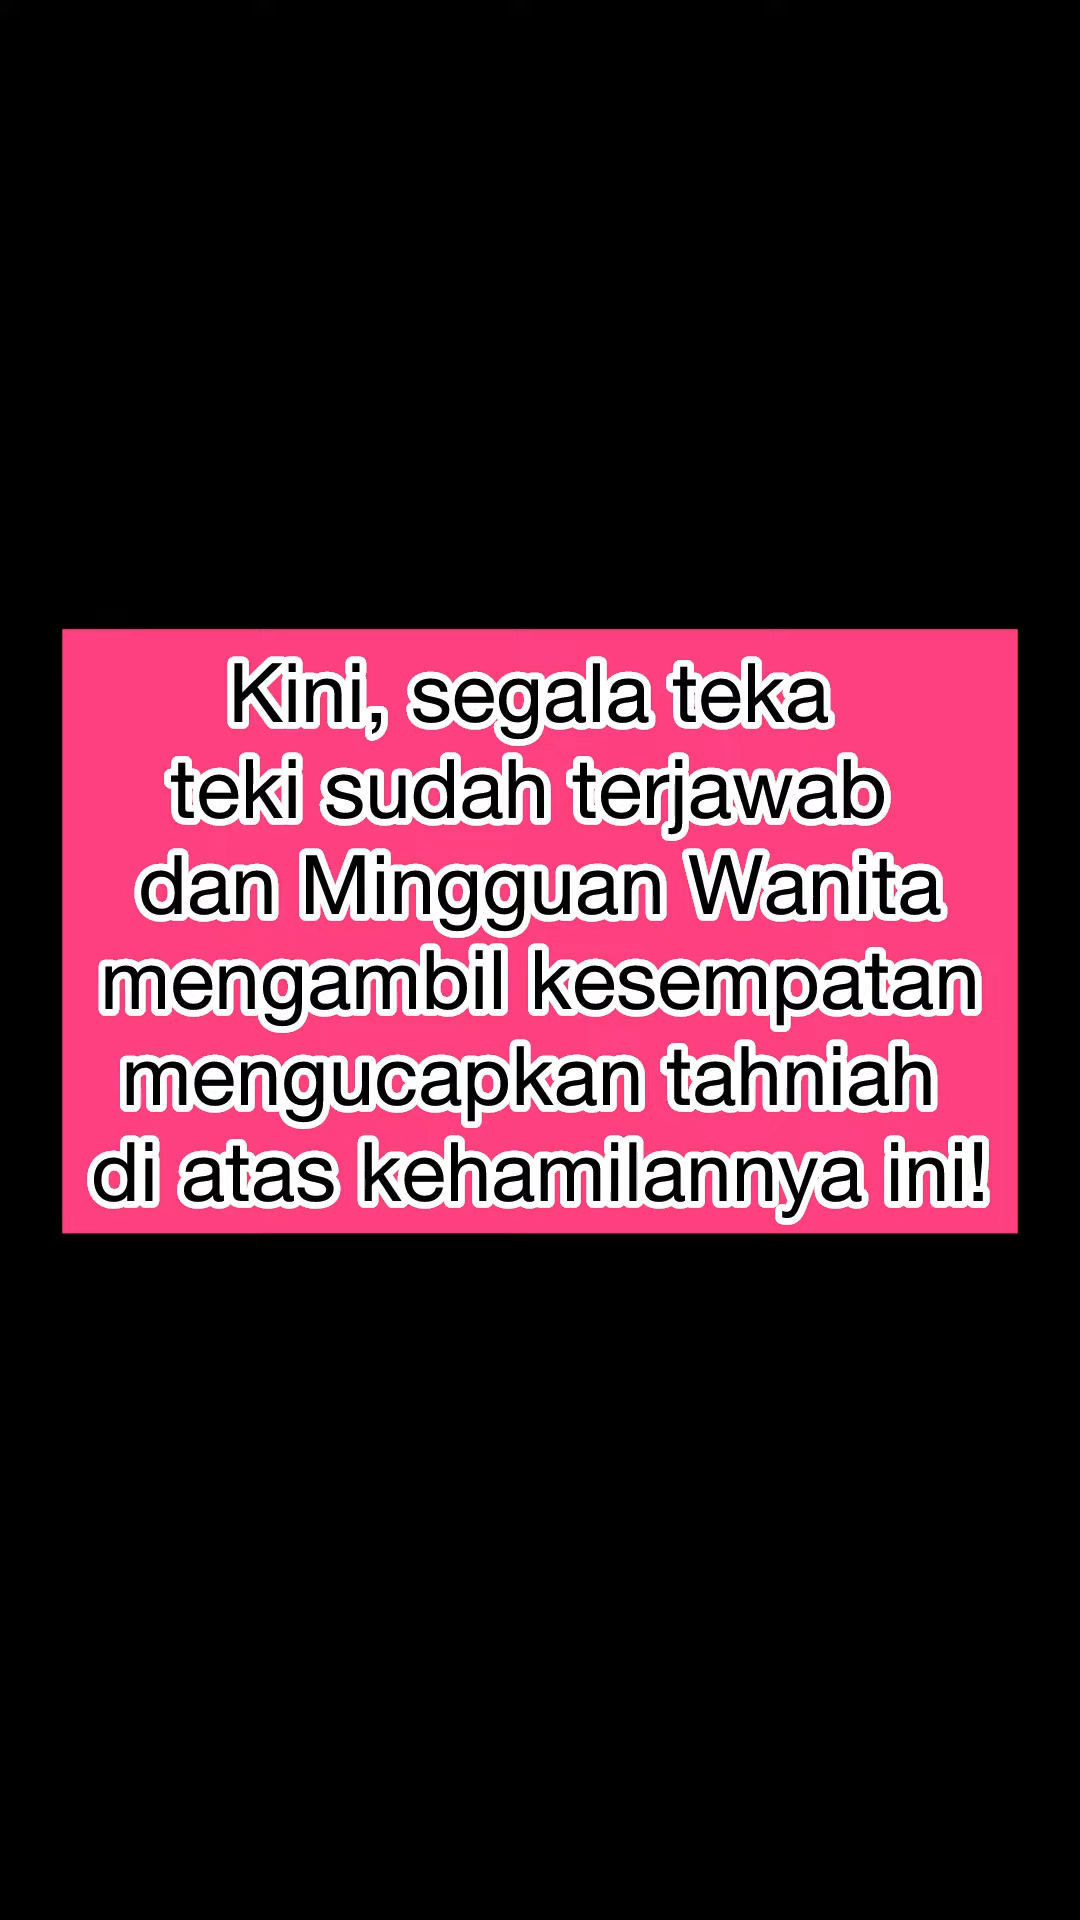 Kini, segala teka
teki sudah terjawab
dan Mingguan Wanita
mengambil kesempatan
mengucapkan tahniah
di atas kehamilannya ini!